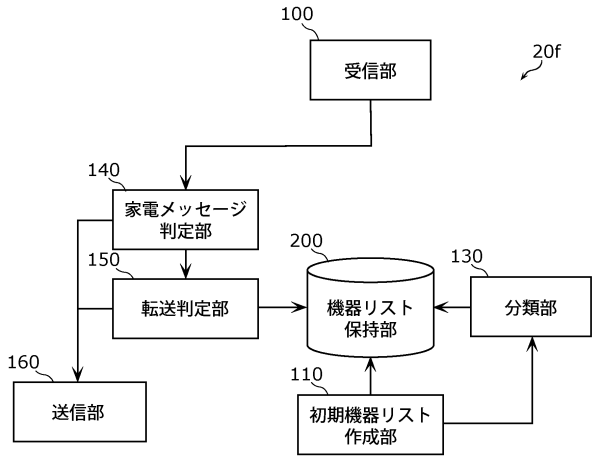 100
受信部
20f
140
家電メッセージ
判定部
150
転送判定部
200
機器リスト
保持部
130
分類部
160
送信部
110
初期機器リスト
作成部